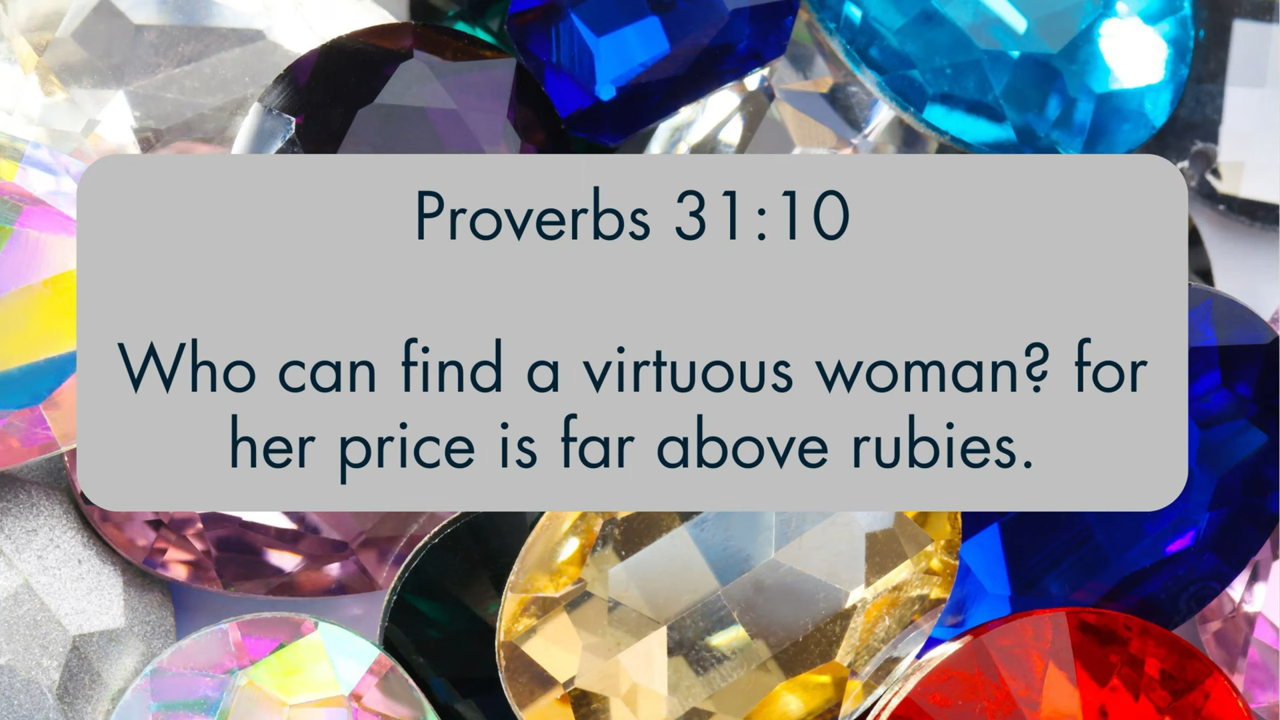 Proverbs 31:10
Who can find a virtuous woman? for
her price is far above rubies.